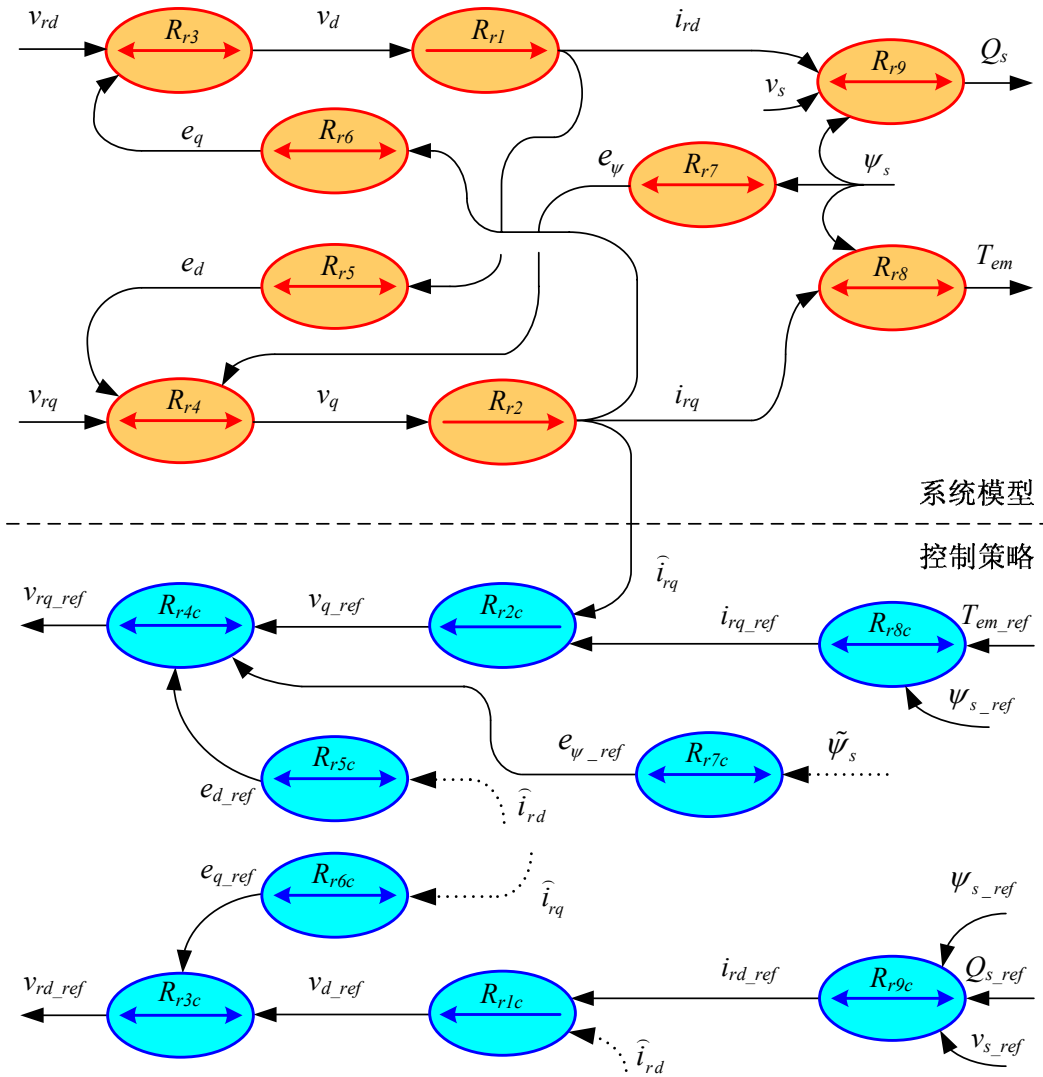 v_rd R_r3 v_d R_r1 i_rd R_r9 Q_s
v_s
e_q R_r6 e_ψ R_r7 ψ_s
e_d R_r5 R_r8 T_em
v_rq R_r4 v_q R_r2 i_rq
系统模型
控制策略
v_rq_ref R_r4c v_q_ref R_r2c î_rq i_rq_ref R_r8c T_em_ref
ψ_s_ref
e_d_ref R_r5c î_rd e_ψ_ref R_r7c ψ̃_s
e_q_ref R_r6c î_rq ψ_s_ref
v_rd_ref R_r3c v_d_ref R_r1c i_rd_ref R_r9c Q_s_ref
î_rd v_s_ref